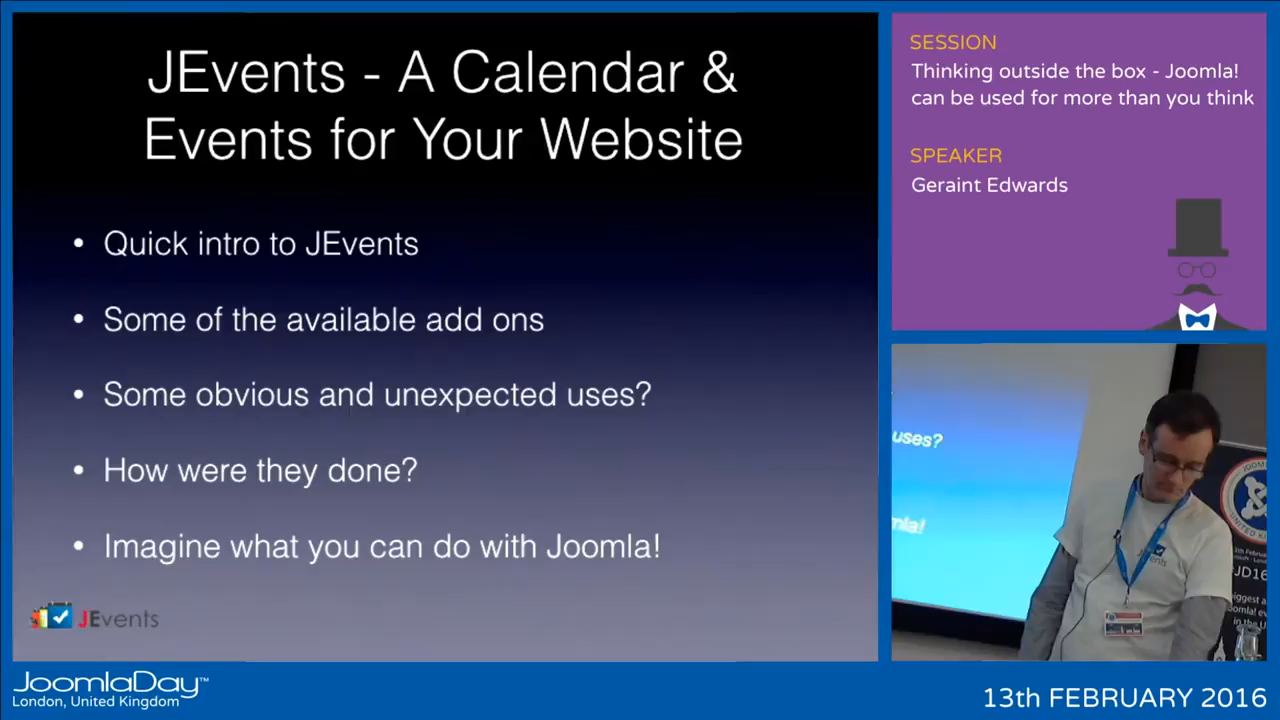 JEvents - A Calendar &
Events for Your Website
• Quick intro to JEvents
• Some of the available add ons
• Some obvious and unexpected uses?
• How were they done?
• Imagine what you can do with Joomla!
JEvents
SESSION
Thinking outside the box - Joomla!
can be used for more than you think
SPEAKER
Geraint Edwards
uses?
mla!
JEvents
JD16
JoomlaDay™
London, United Kingdom
13th FEBRUARY 2016